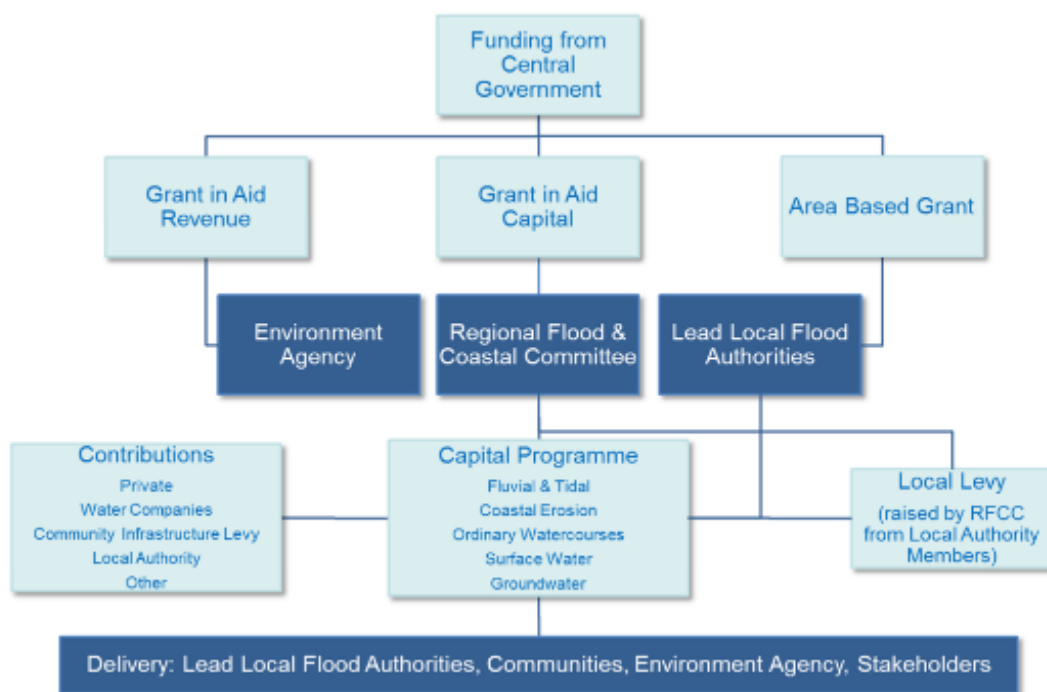 Funding from
Central
Government
Grant in Aid
Revenue
Grant in Aid
Capital
Area Based Grant
Environment
Agency
Regional Flood &
Coastal Committee
Lead Local Flood
Authorities
Contributions
Private
Water Companies
Community Infrastructure Levy
Local Authority
Other
Capital Programme
Fluvial & Tidal
Coastal Erosion
Ordinary Watercourses
Surface Water
Groundwater
Local Levy
(raised by RFCC
from Local Authority
Members)
Delivery: Lead Local Flood Authorities, Communities, Environment Agency, Stakeholders